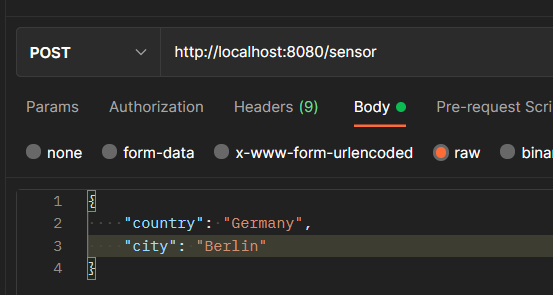 POST http://localhost:8080/sensor
Params Authorization Headers (9) Body Pre-request Scri
none form-data x-www-form-urlencoded raw bina
1 {
2 "country": "Germany",
3 "city": "Berlin"
4 }